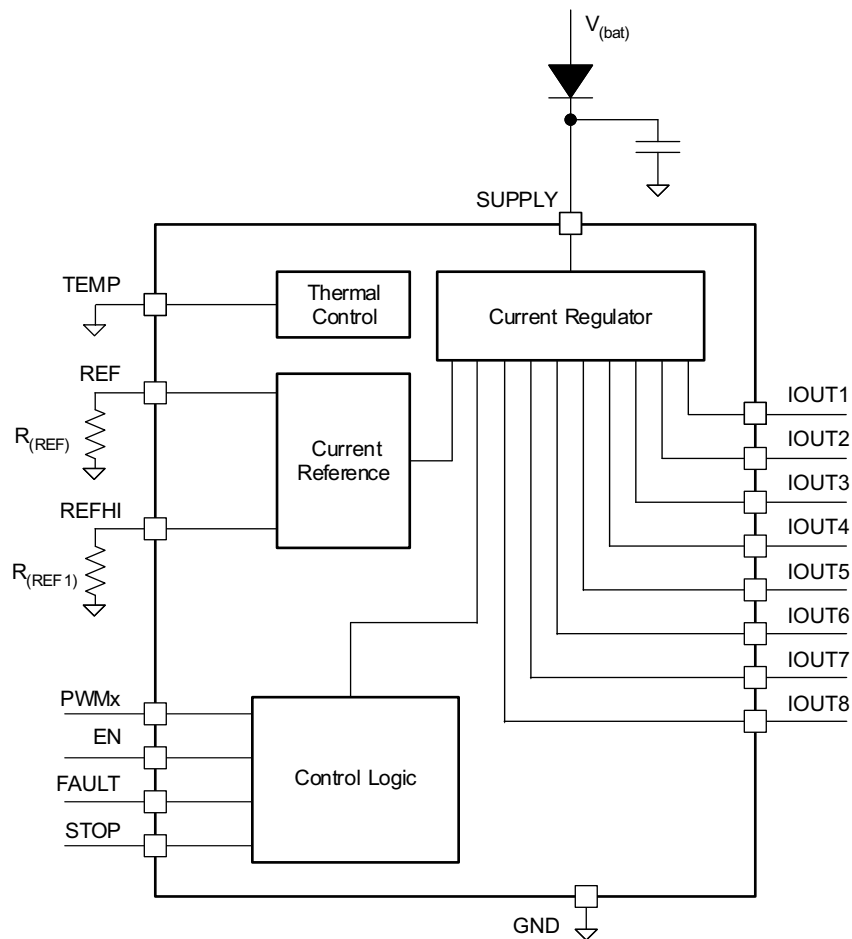 V(bat)
SUPPLY
TEMP
Thermal
Control
Current Regulator
REF
R(REF)
Current
Reference
REFHI
R(REF1)
IOUT1
IOUT2
IOUT3
IOUT4
IOUT5
IOUT6
IOUT7
IOUT8
PWMx
EN
FAULT
STOP
Control Logic
GND